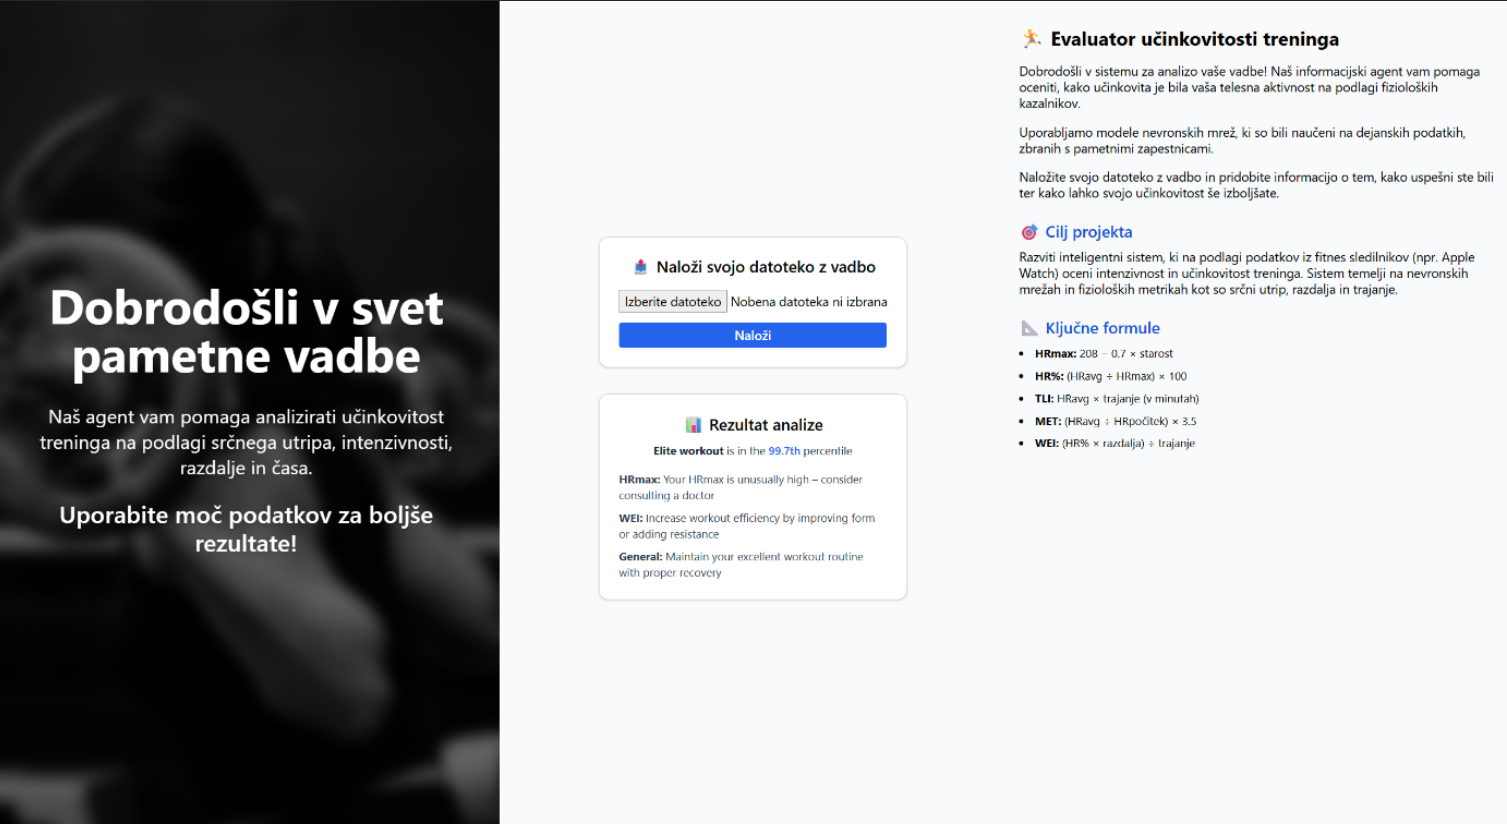 Dobrodošli v svet
pametne vadbe
Naš agent vam pomaga analizirati učinkovitost
treninga na podlagi srčnega utripa, intenzivnosti,
razdalje in časa.
Uporabite moč podatkov za boljše
rezultate!
Naloži svojo datoteko z vadbo
Izberite datoteko Nobena datoteka ni izbrana
Naloži
Rezultat analize
Elite workout is in the 99.7th percentile
HRmax: Your HRmax is unusually high – consider
consulting a doctor
WEI: Increase workout efficiency by improving form
or adding resistance
General: Maintain your excellent workout routine
with proper recovery
Evaluator učinkovitosti treninga
Dobrodošli v sistemu za analizo vaše vadbe! Naš informacijski agent vam pomaga
oceniti, kako učinkovita je bila vaša telesna aktivnost na podlagi fizioloških
kazalnikov.
Uporabljamo modele nevronskih mrež, ki so bili naučeni na dejanskih podatkih,
zbranih s pametnimi zapestnicami.
Naložite svojo datoteko z vadbo in pridobite informacijo o tem, kako uspešni ste bili
ter kako lahko svojo učinkovitost še izboljšate.
Cilj projekta
Razviti inteligentni sistem, ki na podlagi podatkov iz fitnes sledilnikov (npr. Apple
Watch) oceni intenzivnost in učinkovitost treninga. Sistem temelji na nevronskih
mrežah in fizioloških metrikah kot so srčni utrip, razdalja in trajanje.
Ključne formule
• HRmax: 208 − 0.7 × starost
• HR%: (HRavg ÷ HRmax) × 100
• TLI: HRavg × trajanje (v minutah)
• MET: (HRavg ÷ HRpočitek) × 3.5
• WEI: (HR% × razdalja) ÷ trajanje